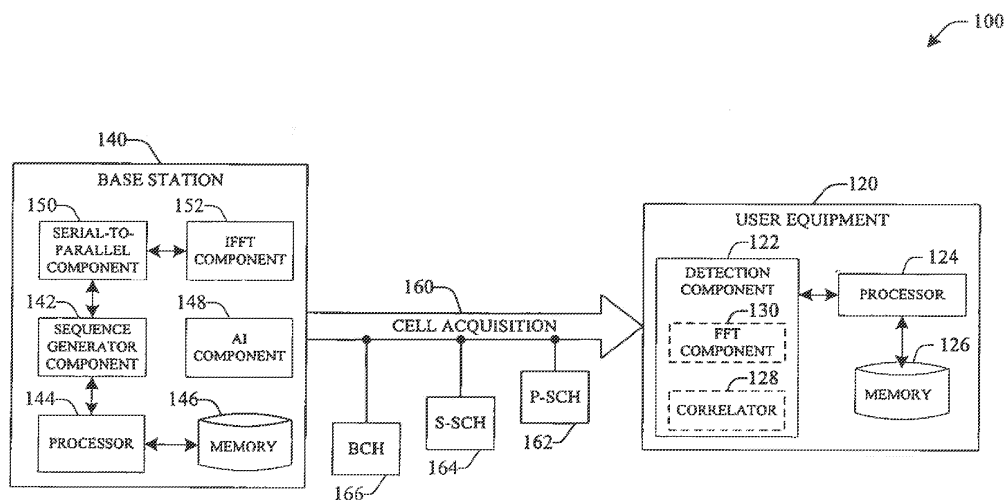 100
140
BASE STATION
150
SERIAL-TO-
PARALLEL
COMPONENT
152
IFFT
COMPONENT
142
SEQUENCE
GENERATOR
COMPONENT
148
AI
COMPONENT
144
PROCESSOR
146
MEMORY
160
CELL ACQUISITION
BCH
166
S-SCH
164
P-SCH
162
120
USER EQUIPMENT
122
DETECTION
COMPONENT
130
FFT
COMPONENT
128
CORRELATOR
124
PROCESSOR
126
MEMORY